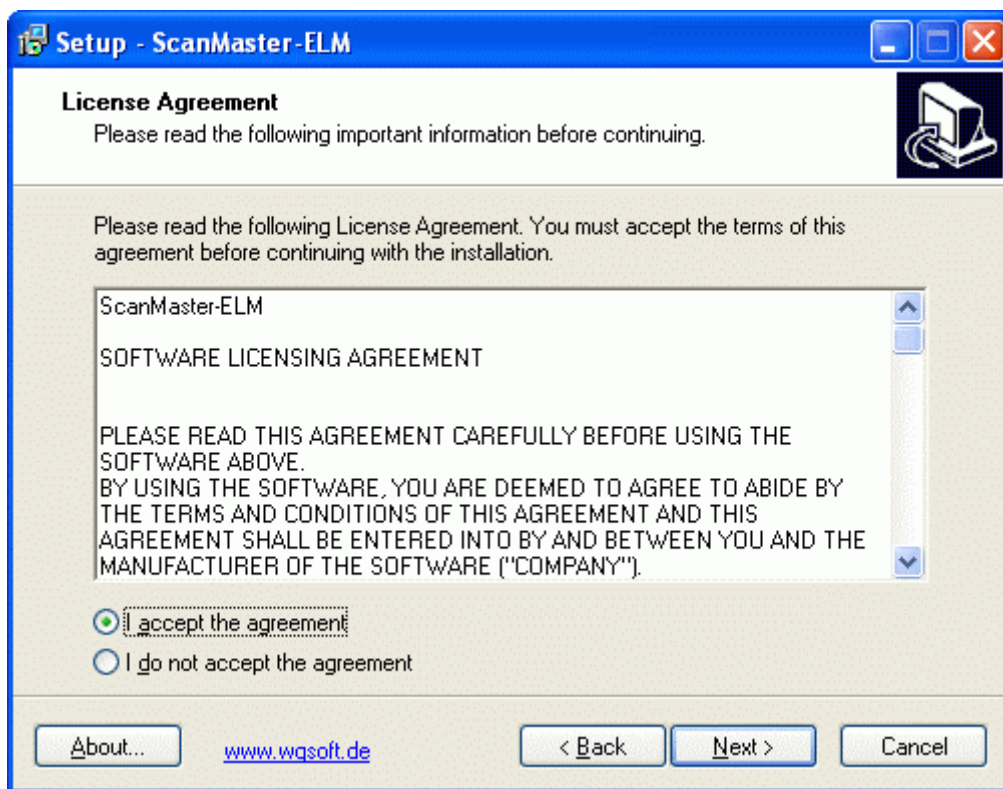 Setup - ScanMaster-ELM
License Agreement
Please read the following important information before continuing.
Please read the following License Agreement. You must accept the terms of this
agreement before continuing with the installation.
ScanMaster-ELM
SOFTWARE LICENSING AGREEMENT
PLEASE READ THIS AGREEMENT CAREFULLY BEFORE USING THE
SOFTWARE ABOVE.
BY USING THE SOFTWARE, YOU ARE DEEMED TO AGREE TO ABIDE BY
THE TERMS AND CONDITIONS OF THIS AGREEMENT AND THIS
AGREEMENT SHALL BE ENTERED INTO BY AND BETWEEN YOU AND THE
MANUFACTURER OF THE SOFTWARE ("COMPANY").
I accept the agreement
I do not accept the agreement
About...
www.wgsoft.de
< Back
Next >
Cancel